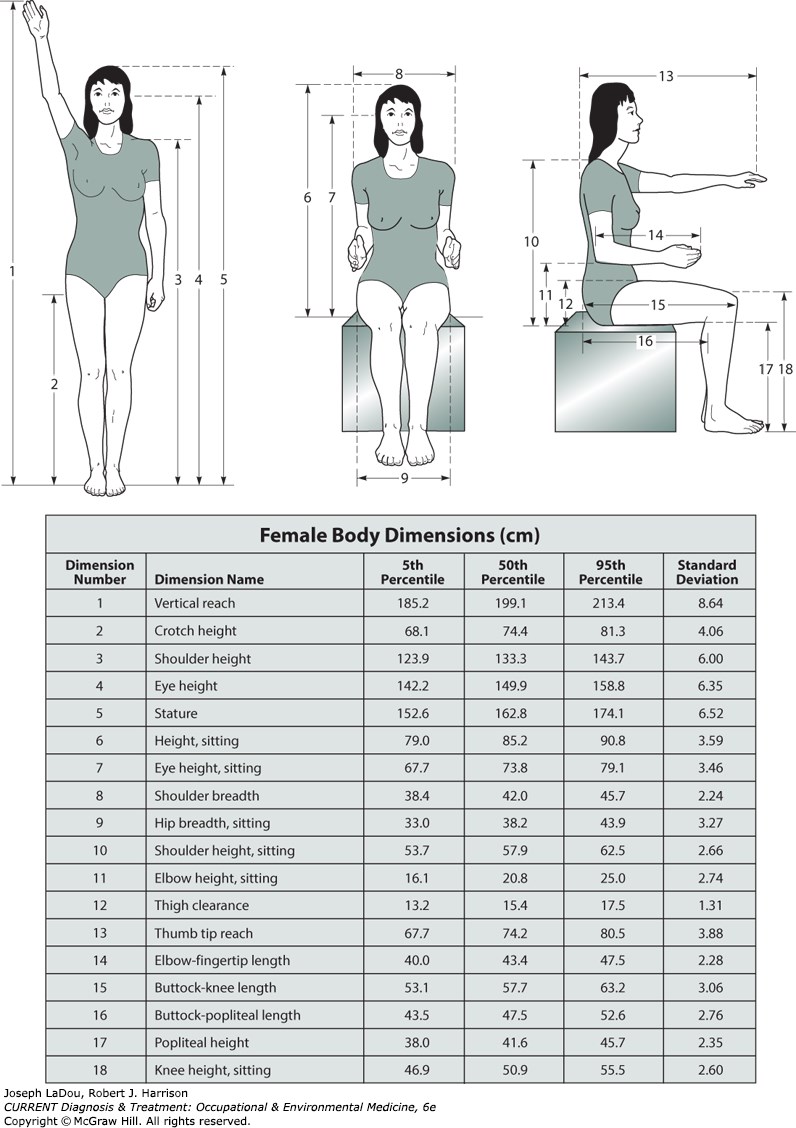 1
2
3
4
5
6
7
8
9
10
11
12
13
14
15
16
17
18
Female Body Dimensions (cm)
Dimension Number Dimension Name 5th Percentile 50th Percentile 95th Percentile Standard Deviation
1 Vertical reach 185.2 199.1 213.4 8.64
2 Crotch height 68.1 74.4 81.3 4.06
3 Shoulder height 123.9 133.3 143.7 6.00
4 Eye height 142.2 149.9 158.8 6.35
5 Stature 152.6 162.8 174.1 6.52
6 Height, sitting 79.0 85.2 90.8 3.59
7 Eye height, sitting 67.7 73.8 79.1 3.46
8 Shoulder breadth 38.4 42.0 45.7 2.24
9 Hip breadth, sitting 33.0 38.2 43.9 3.27
10 Shoulder height, sitting 53.7 57.9 62.5 2.66
11 Elbow height, sitting 16.1 20.8 25.0 2.74
12 Thigh clearance 13.2 15.4 17.5 1.31
13 Thumb tip reach 67.7 74.2 80.5 3.88
14 Elbow-fingertip length 40.0 43.4 47.5 2.28
15 Buttock-knee length 53.1 57.7 63.2 3.06
16 Buttock-popliteal length 43.5 47.5 52.6 2.76
17 Popliteal height 38.0 41.6 45.7 2.35
18 Knee height, sitting 46.9 50.9 55.5 2.60
Joseph LaDou, Robert J. Harrison
CURRENT Diagnosis & Treatment: Occupational & Environmental Medicine, 6e
Copyright © McGraw Hill. All rights reserved.